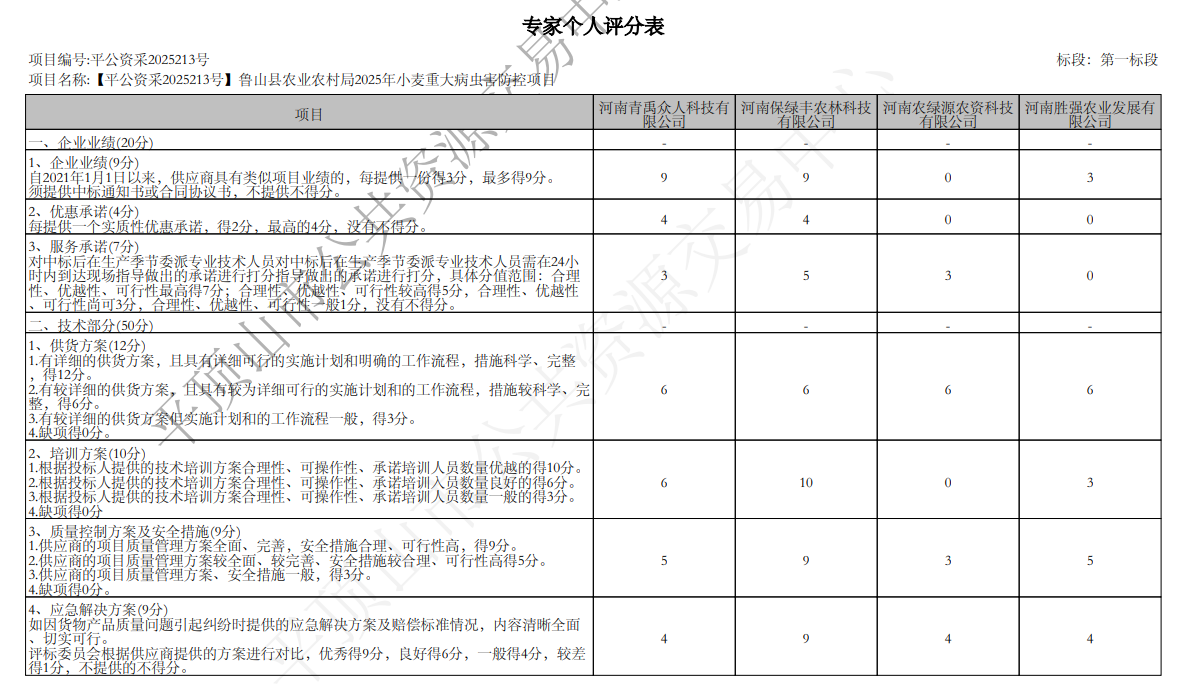 专家个人评分表
项目编号:平公资采2025213号
标段：第一标段
项目名称:【平公资采2025213号】鲁山县农业农村局2025年小麦重大病虫害防控项目
项目 河南青禹众人科技有限公司 河南保绿丰农林科技有限公司 河南农绿源农资科技有限公司 河南胜强农业发展有限公司
一、企业业绩(20分) - - - -
1、企业业绩(9分)
自2021年1月1日以来，供应商具有类似项目业绩的，每提供一份得3分，最多得9分。
须提供中标通知书或合同协议书，不提供不得分。
9 9 0 3
2、优惠承诺(4分)
每提供一个实质性优惠承诺，得2分，最高的4分，没有不得分。
4 4 0 0
3、服务承诺(7分)
对中标后在生产季节委派专业技术人员对中标后在生产季节委派专业技术人员需在24小
时内到达现场指导做出的承诺进行打分指导做出的承诺进行打分，具体分值范围：合理
性、优越性、可行性最高得7分；合理性、优越性、可行性较高得5分，合理性、优越性
、可行性尚可3分，合理性、优越性、可行性一般1分，没有不得分。
3 5 3 0
二、技术部分(50分) - - - -
1、供货方案(12分)
1.有详细的供货方案，且具有详细可行的实施计划和明确的工作流程，措施科学、完整
，得12分。
2.有较详细的供货方案，且具有较为详细可行的实施计划和的工作流程，措施较科学、完
整，得6分。
3.有较详细的供货方案但实施计划和的工作流程一般，得3分。
4.缺项得0分。
6 6 6 6
2、培训方案(10分)
1.根据投标人提供的技术培训方案合理性、可操作性、承诺培训人员数量优越的得10分。
2.根据投标人提供的技术培训方案合理性、可操作性、承诺培训人员数量良好的得6分。
3.根据投标人提供的技术培训方案合理性、可操作性、承诺培训人员数量一般的得3分。
4.缺项得0分
6 10 0 3
3、质量控制方案及安全措施(9分)
1.供应商的项目质量管理方案全面、完善，安全措施合理、可行性高，得9分。
2.供应商的项目质量管理方案较全面、较完善、安全措施较合理、可行性高得5分。
3.供应商的项目质量管理方案、安全措施一般，得3分。
4.缺项得0分。
5 9 3 5
4、应急解决方案(9分)
如因货物产品质量问题引起纠纷时提供的应急解决方案及赔偿标准情况，内容清晰全面
、切实可行。
评标委员会根据供应商提供的方案进行对比，优秀得9分，良好得6分，一般得4分，较差
得1分，不提供的不得分。
4 9 4 4
平顶山市公共资源交易中
平顶山市公共资源交易中心